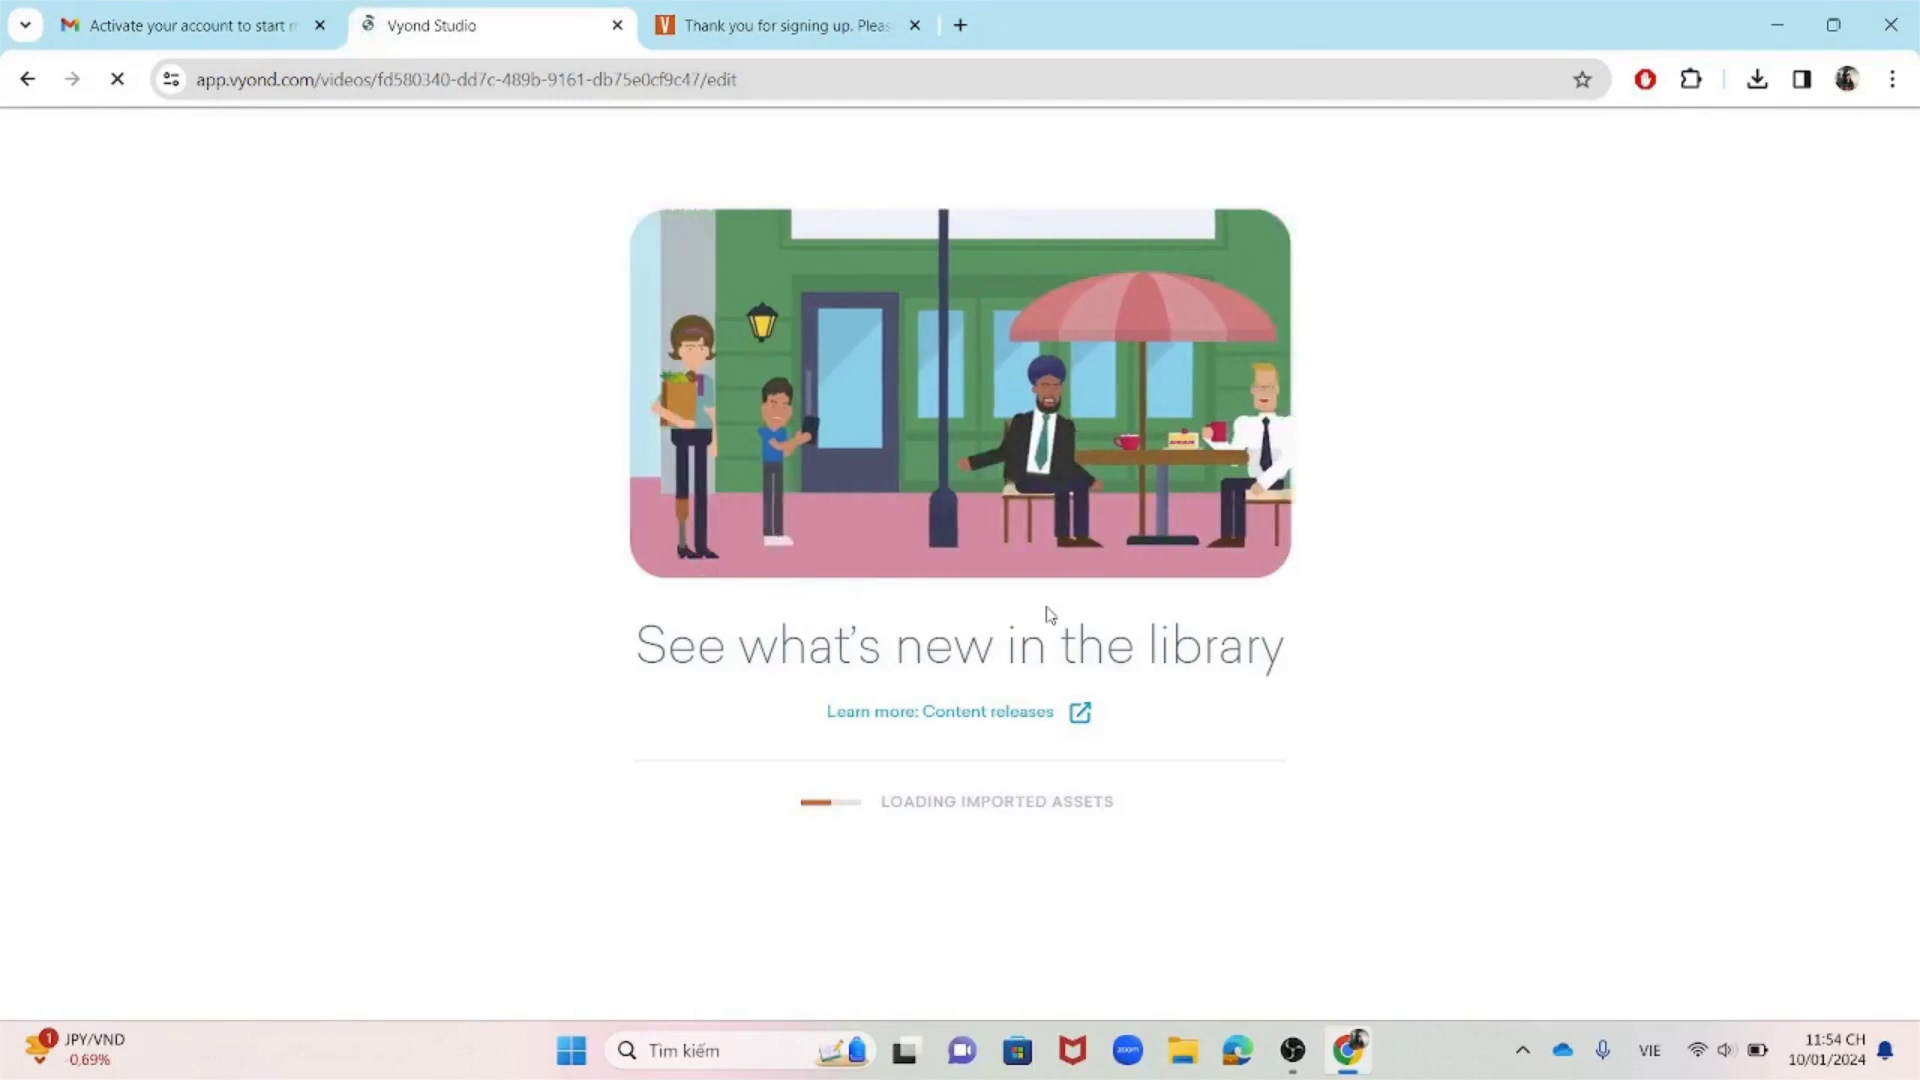 Activate your account to start m
Vyond Studio
Thank you for signing up. Pleas
app.vyond.com/videos/fd580340-dd7c-489b-9161-db75e0cf9c47/edit
See what's new in the library
Learn more: Content releases
LOADING IMPORTED ASSETS
1
JPY/VND
-0,69%
Tìm kiếm
zoom
VIE
11:54 CH
10/01/2024